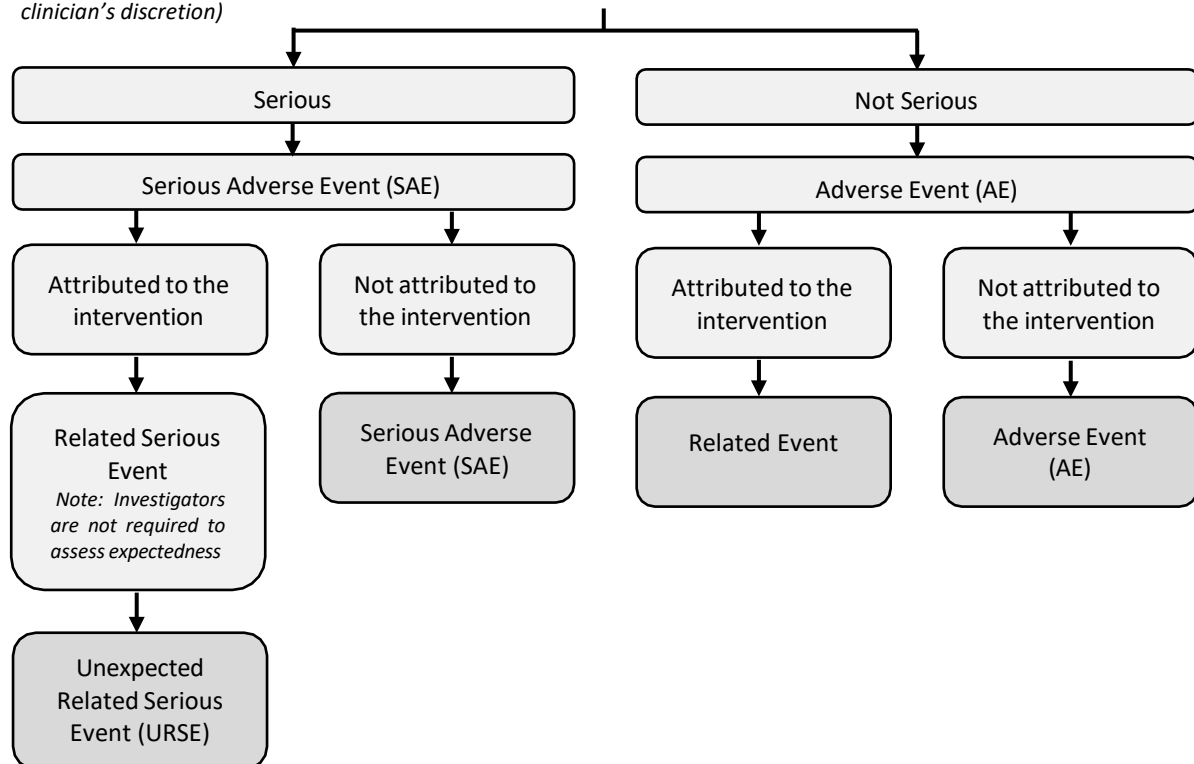 clinician's discretion)
Serious
Not Serious
Serious Adverse Event (SAE)
Adverse Event (AE)
Attributed to the
intervention
Not attributed to
the intervention
Attributed to the
intervention
Not attributed to
the intervention
Related Serious
Event
Note: Investigators
are not required to
assess expectedness
Serious Adverse
Event (SAE)
Related Event
Adverse Event
(AE)
Unexpected
Related Serious
Event (URSE)